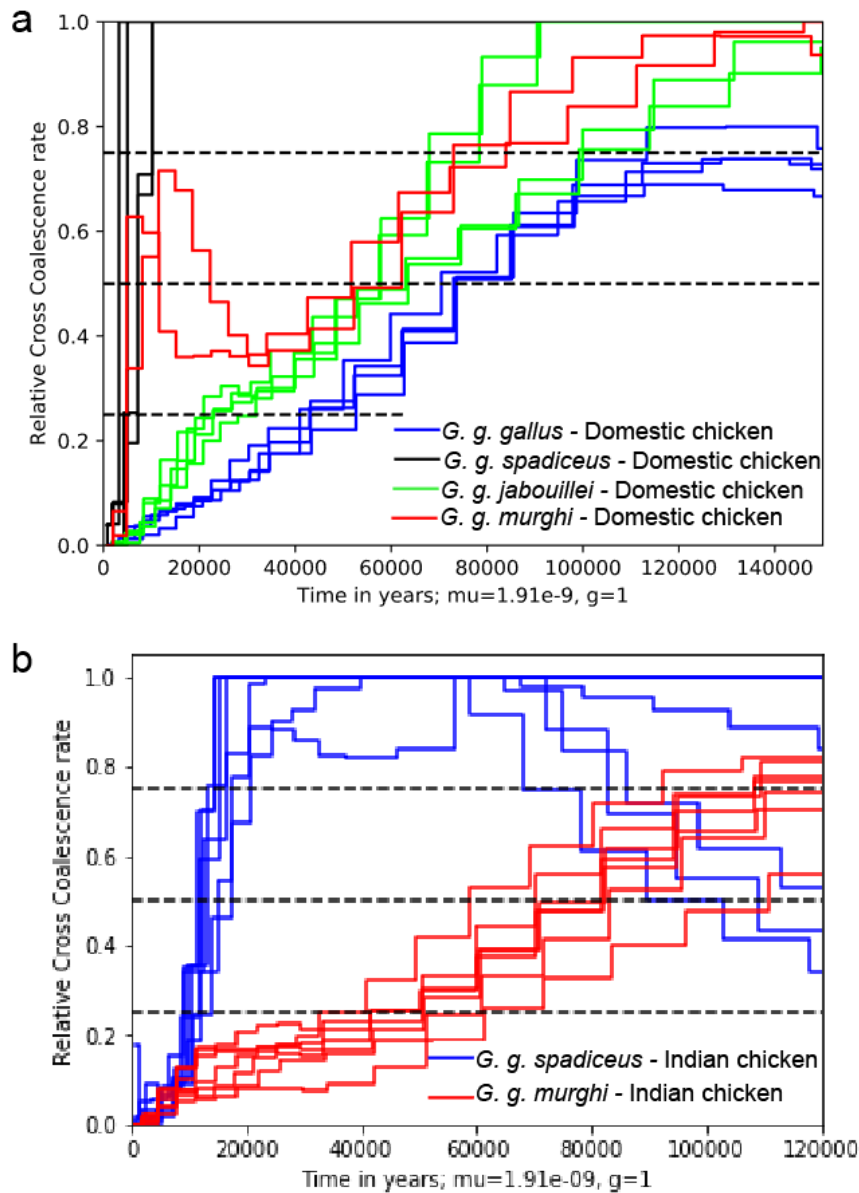 a
1.0
0.8
0.6
0.4
0.2
0.0
Relative Cross Coalescence rate
G. g. gallus - Domestic chicken
G. g. spadiceus - Domestic chicken
G. g. jabouillei - Domestic chicken
G. g. murghi - Domestic chicken
0 20000 40000 60000 80000 100000 120000 140000
Time in years; mu=1.91e-9, g=1
b
1.0
0.8
0.6
0.4
0.2
0.0
Relative Cross Coalescence rate
G. g. spadiceus - Indian chicken
G. g. murghi - Indian chicken
0 20000 40000 60000 80000 100000 120000
Time in years; mu=1.91e-09, g=1